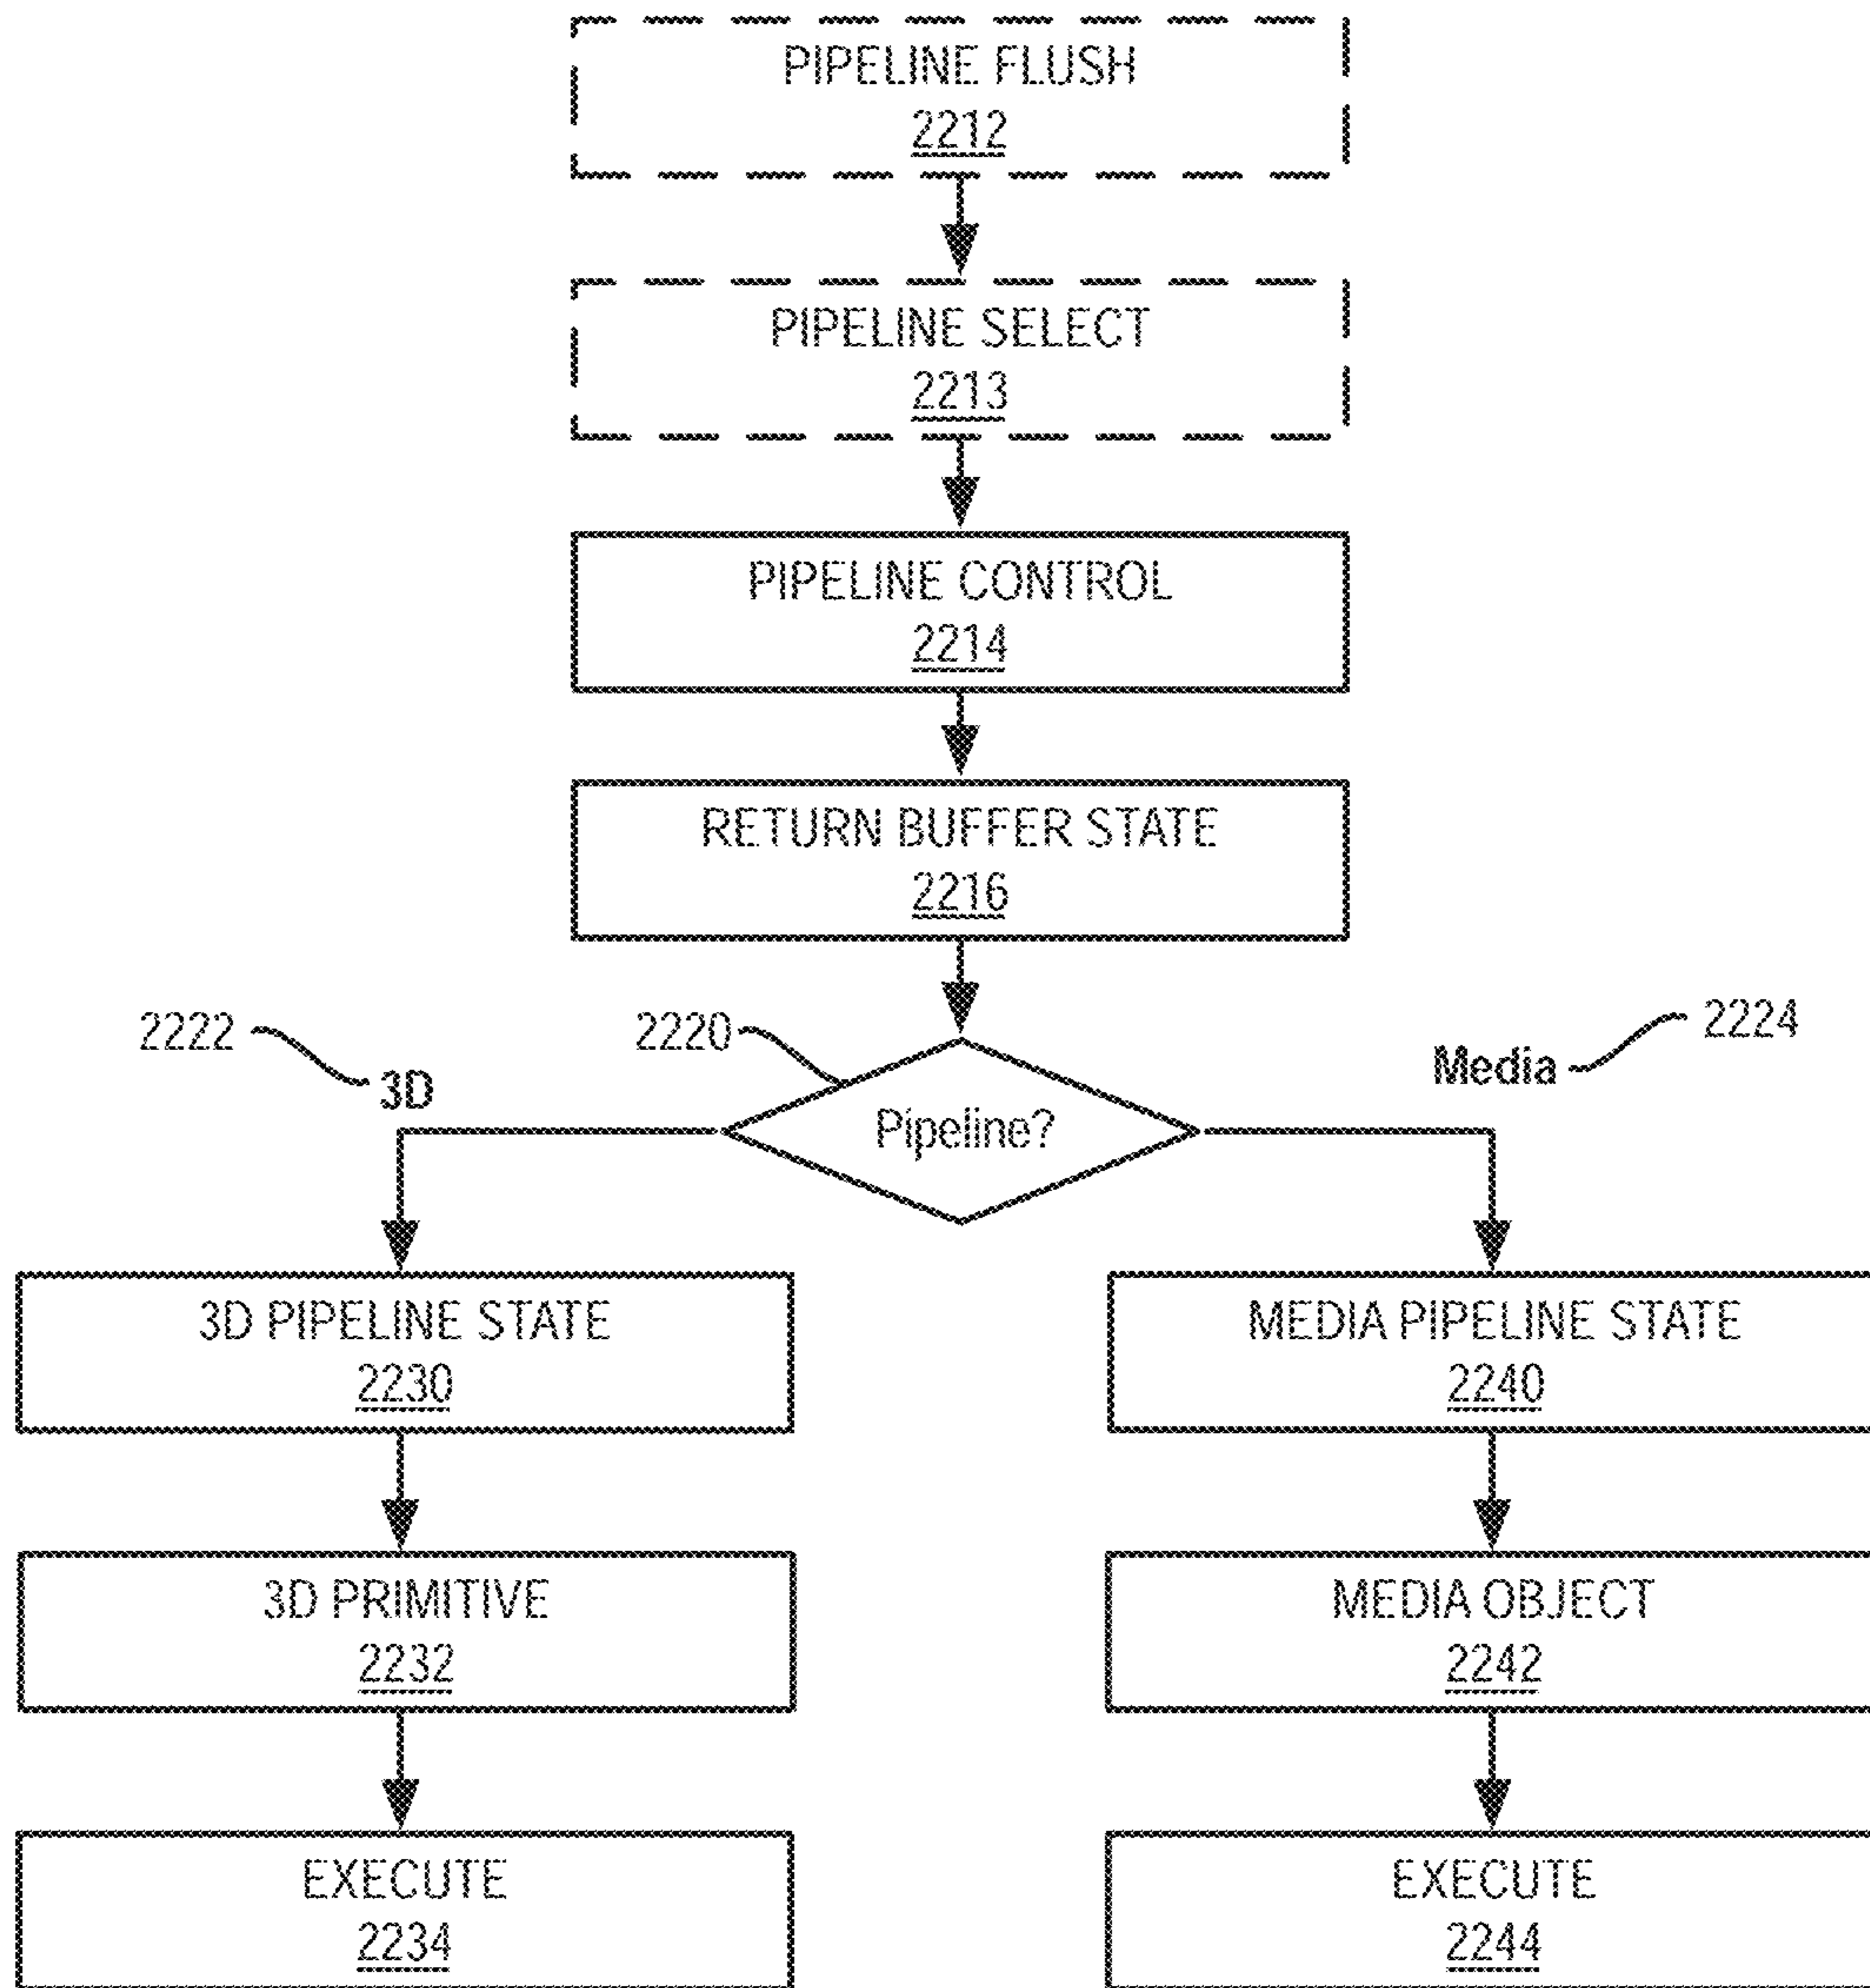 PIPELINE FLUSH
2212
PIPELINE SELECT
2213
PIPELINE CONTROL
2214
RETURN BUFFER STATE
2216
2222
3D
2220
Pipeline?
Media
2224
3D PIPELINE STATE
2230
3D PRIMITIVE
2232
EXECUTE
2234
MEDIA PIPELINE STATE
2240
MEDIA OBJECT
2242
EXECUTE
2244